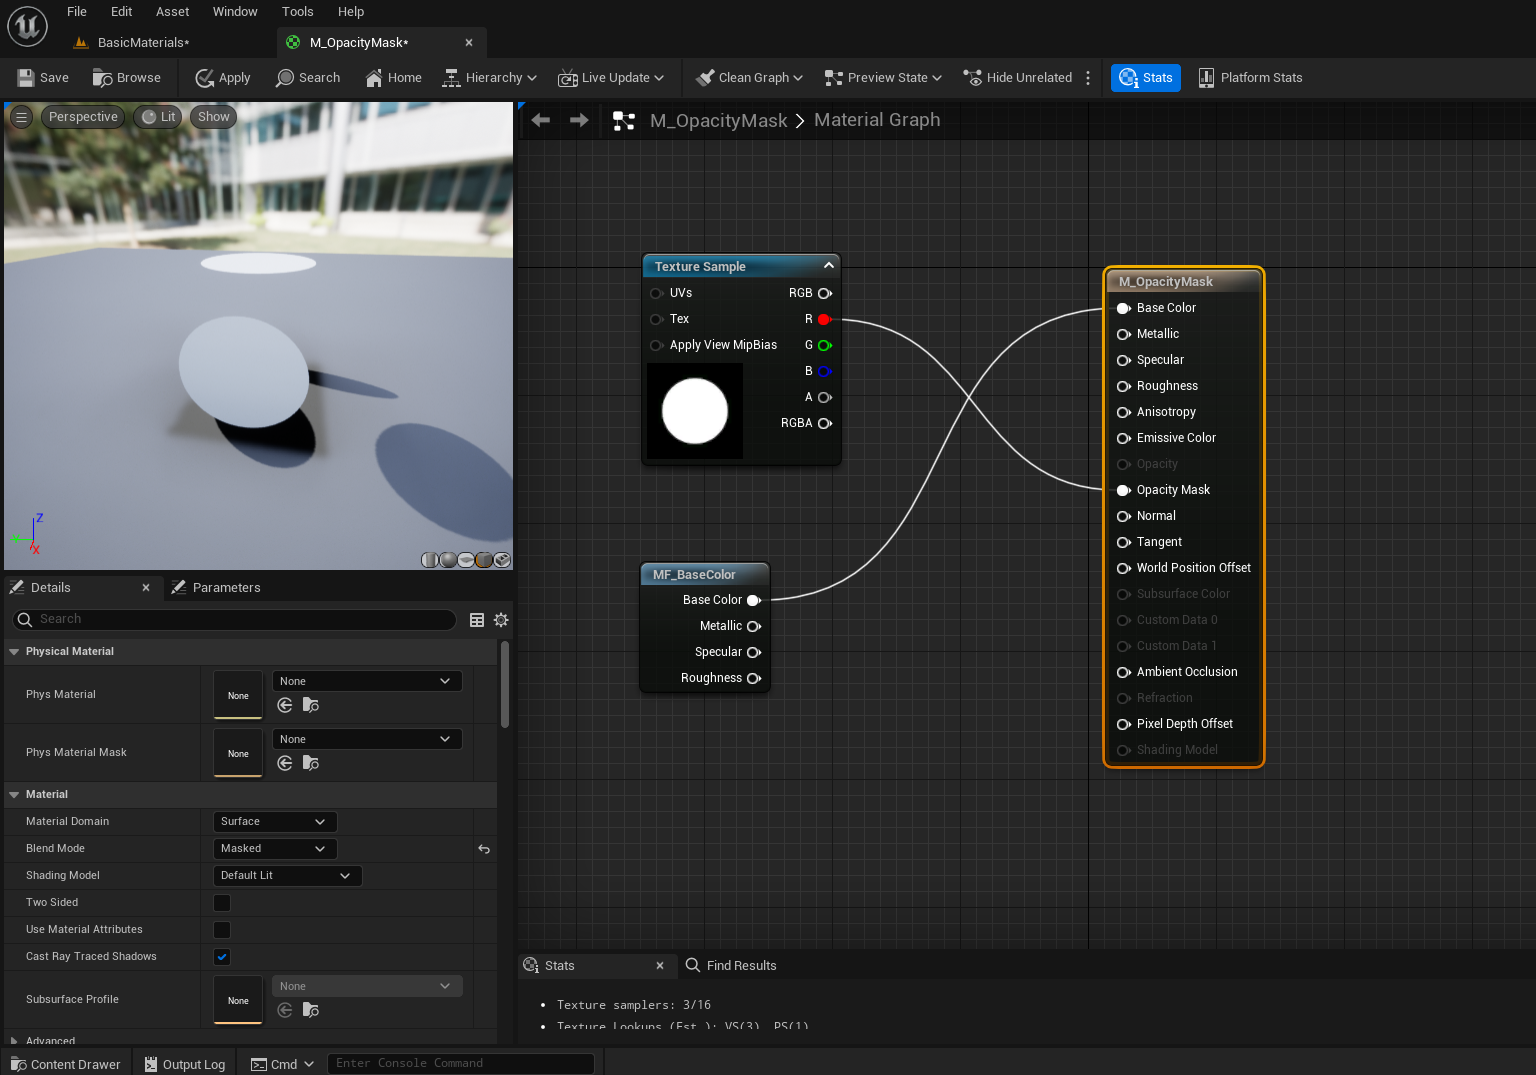 File Edit Asset Window Tools Help
BasicMaterials*
M_OpacityMask*
Save Browse Apply Search Home Hierarchy Live Update Clean Graph Preview State Hide Unrelated Stats Platform Stats
Perspective Lit Show
M_OpacityMask > Material Graph
Texture Sample
UVs RGB
Tex R
Apply View MipBias G
B
A
RGBA
MF_BaseColor
Base Color
Metallic
Specular
Roughness
M_OpacityMask
Base Color
Metallic
Specular
Roughness
Anisotropy
Emissive Color
Opacity
Opacity Mask
Normal
Tangent
World Position Offset
Subsurface Color
Custom Data 0
Custom Data 1
Ambient Occlusion
Refraction
Pixel Depth Offset
Shading Model
Z
X
Details Parameters
Search
Physical Material
Phys Material None None
Phys Material Mask None None
Material
Material Domain Surface
Blend Mode Masked
Shading Model Default Lit
Two Sided
Use Material Attributes
Cast Ray Traced Shadows
Subsurface Profile None None
Advanced
Stats Find Results
• Texture samplers: 3/16
• Texture Lookups (Est.): VS(3), PS(1)
Content Drawer Output Log Cmd Enter Console Command